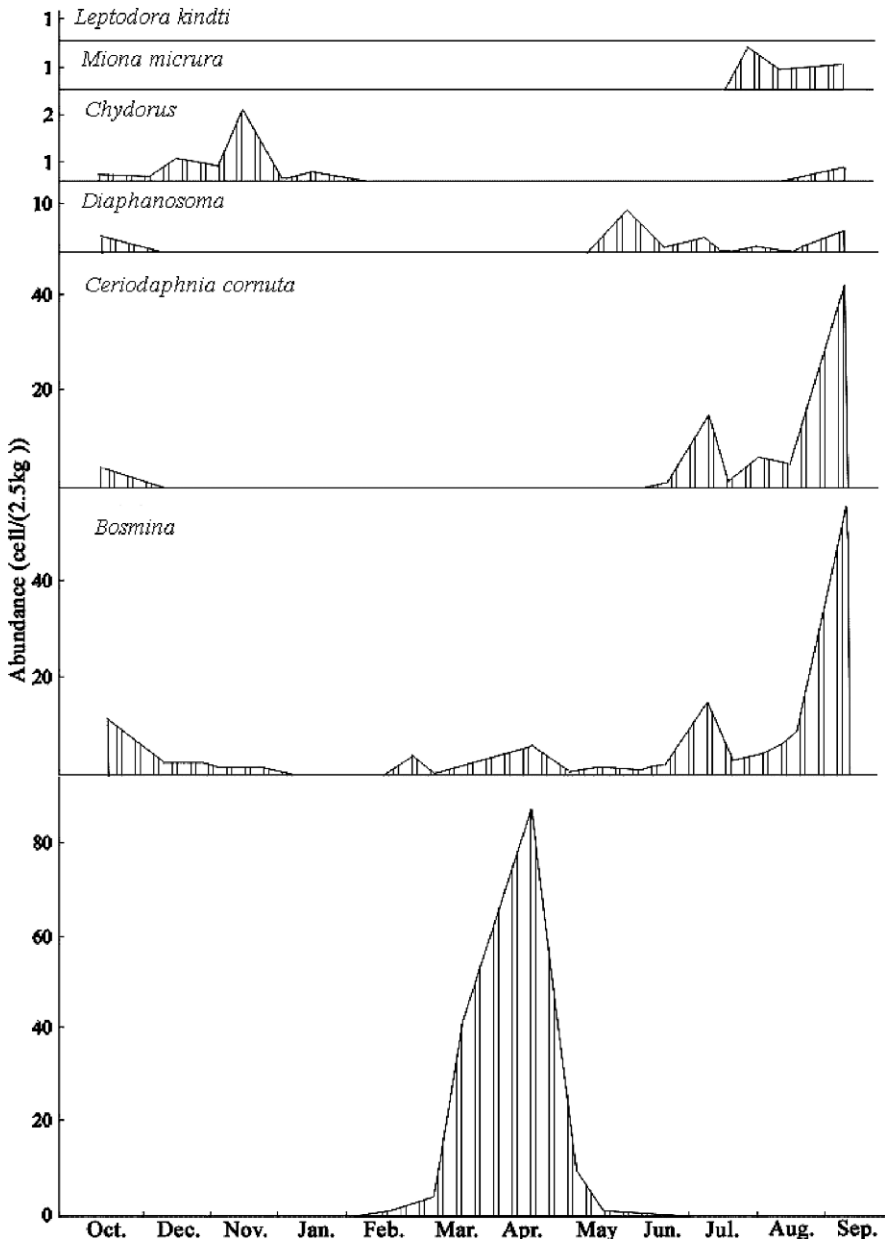 1 Leptodora kindti
1 Miona micrura
Chydorus
2
1
10 Diaphanosoma
Ceriodaphnia cornuta
40
20
Abundance (cell/(2.5kg ))
Bosmina
40
20
80
60
40
20
0
Oct. Dec. Nov. Jan. Feb. Mar. Apr. May Jun. Jul. Aug. Sep.